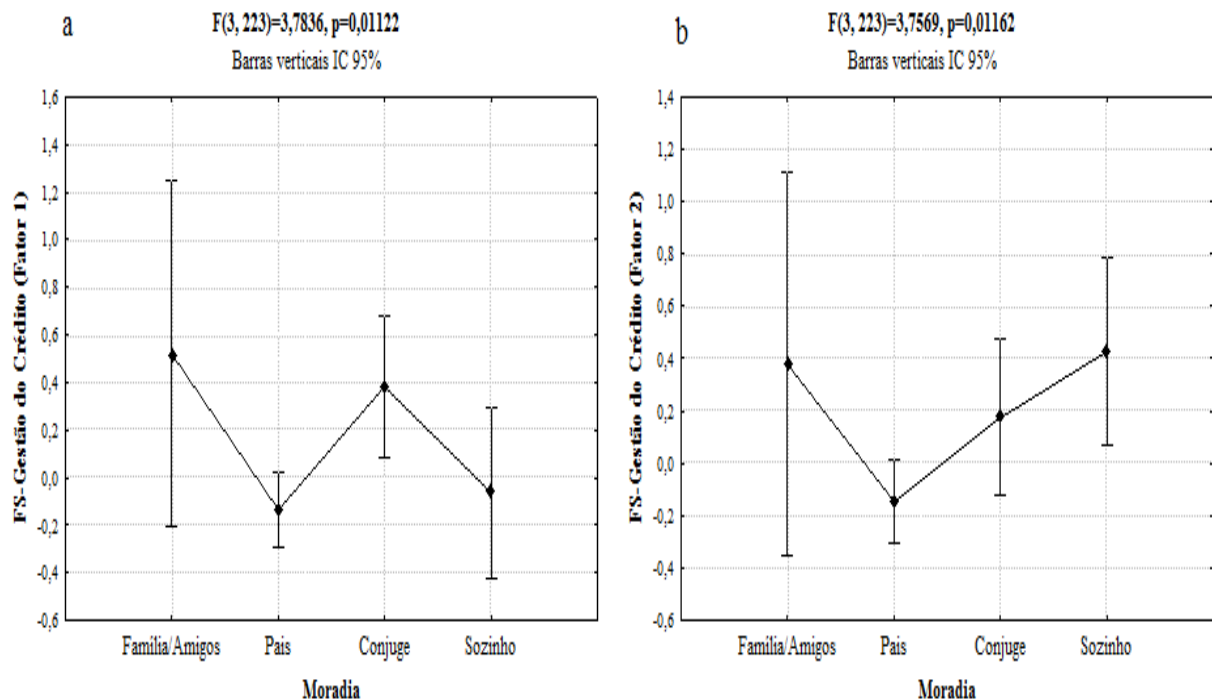 a
F(3, 223)=3,7836, p=0,01122
Barras verticais IC 95%
FS-Gestão do Crédito (Fator 1)
1,6
1,4
1,2
1,0
0,8
0,6
0,4
0,2
0,0
-0,2
-0,4
-0,6
Família/Amigos Pais Conjuge Sozinho
Moradia
b
F(3, 223)=3,7569, p=0,01162
Barras verticais IC 95%
FS-Gestão do Crédito (Fator 2)
1,4
1,2
1,0
0,8
0,6
0,4
0,2
0,0
-0,2
-0,4
-0,6
Família/Amigos Pais Conjuge Sozinho
Moradia